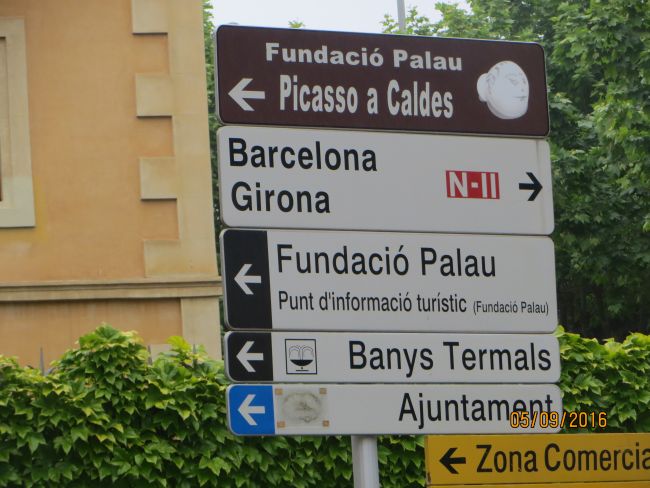 Fundació Palau
Picasso a Caldes
Barcelona
Girona
N-II
Fundació Palau
Punt d'informació turístic (Fundació Palau)
Banys Termals
Ajuntament
05/09/2016
Zona Comercia